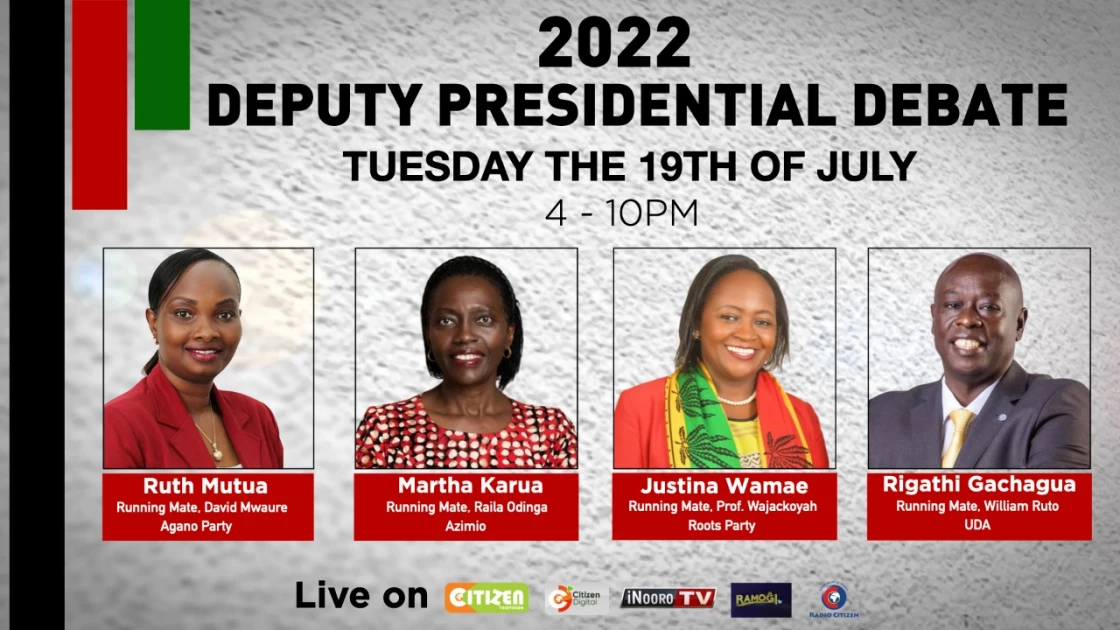 2022
DEPUTY PRESIDENTIAL DEBATE
TUESDAY THE 19TH OF JULY
4 - 10PM
Ruth Mutua
Running Mate, David Mwaure
Agano Party
Martha Karua
Running Mate, Raila Odinga
Azimio
Justina Wamae
Running Mate, Prof. Wajackoyah
Roots Party
Rigathi Gachagua
Running Mate, William Ruto
UDA
Live on
CITIZEN
TELEVISION
Citizen
Digital
iNOORO TV
RAMOGI tv
RADIO CITIZEN